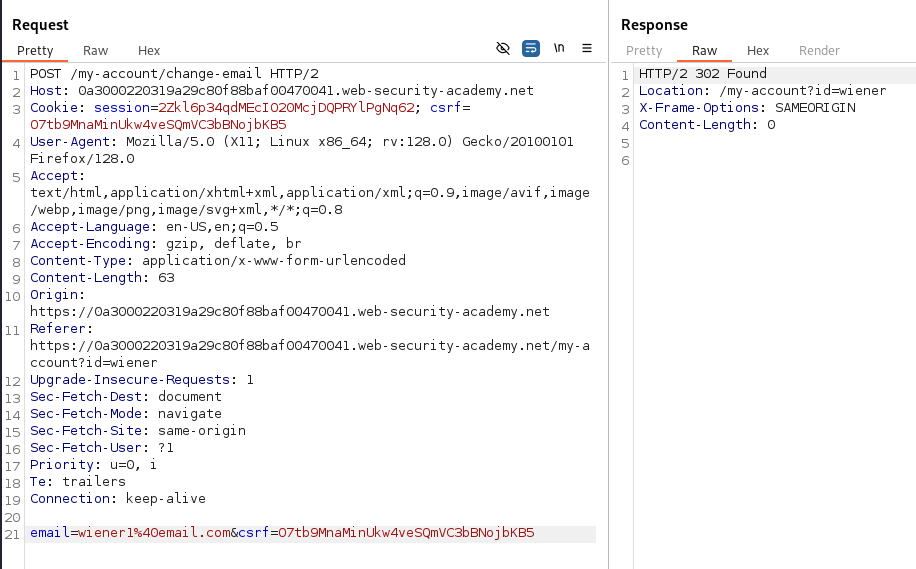 Request
Pretty Raw Hex
\n
1 POST /my-account/change-email HTTP/2
2 Host: 0a3000220319a29c80f88baf00470041.web-security-academy.net
3 Cookie: session=2Zkl6p34qdMEcIO20McjDQPRYlPgNq62; csrf=
O7tb9MnaMinUkw4veSQmVC3bBNojbKB5
4 User-Agent: Mozilla/5.0 (X11; Linux x86_64; rv:128.0) Gecko/20100101
Firefox/128.0
5 Accept:
text/html,application/xhtml+xml,application/xml;q=0.9,image/avif,image
/webp,image/png,image/svg+xml,*/*;q=0.8
6 Accept-Language: en-US,en;q=0.5
7 Accept-Encoding: gzip, deflate, br
8 Content-Type: application/x-www-form-urlencoded
9 Content-Length: 63
10 Origin:
https://0a3000220319a29c80f88baf00470041.web-security-academy.net
11 Referer:
https://0a3000220319a29c80f88baf00470041.web-security-academy.net/my-a
ccount?id=wiener
12 Upgrade-Insecure-Requests: 1
13 Sec-Fetch-Dest: document
14 Sec-Fetch-Mode: navigate
15 Sec-Fetch-Site: same-origin
16 Sec-Fetch-User: ?1
17 Priority: u=0, i
18 Te: trailers
19 Connection: keep-alive
20
21 email=wiener1%40email.com&csrf=O7tb9MnaMinUkw4veSQmVC3bBNojbKB5
Response
Pretty Raw Hex Render
1 HTTP/2 302 Found
2 Location: /my-account?id=wiener
3 X-Frame-Options: SAMEORIGIN
4 Content-Length: 0
5
6